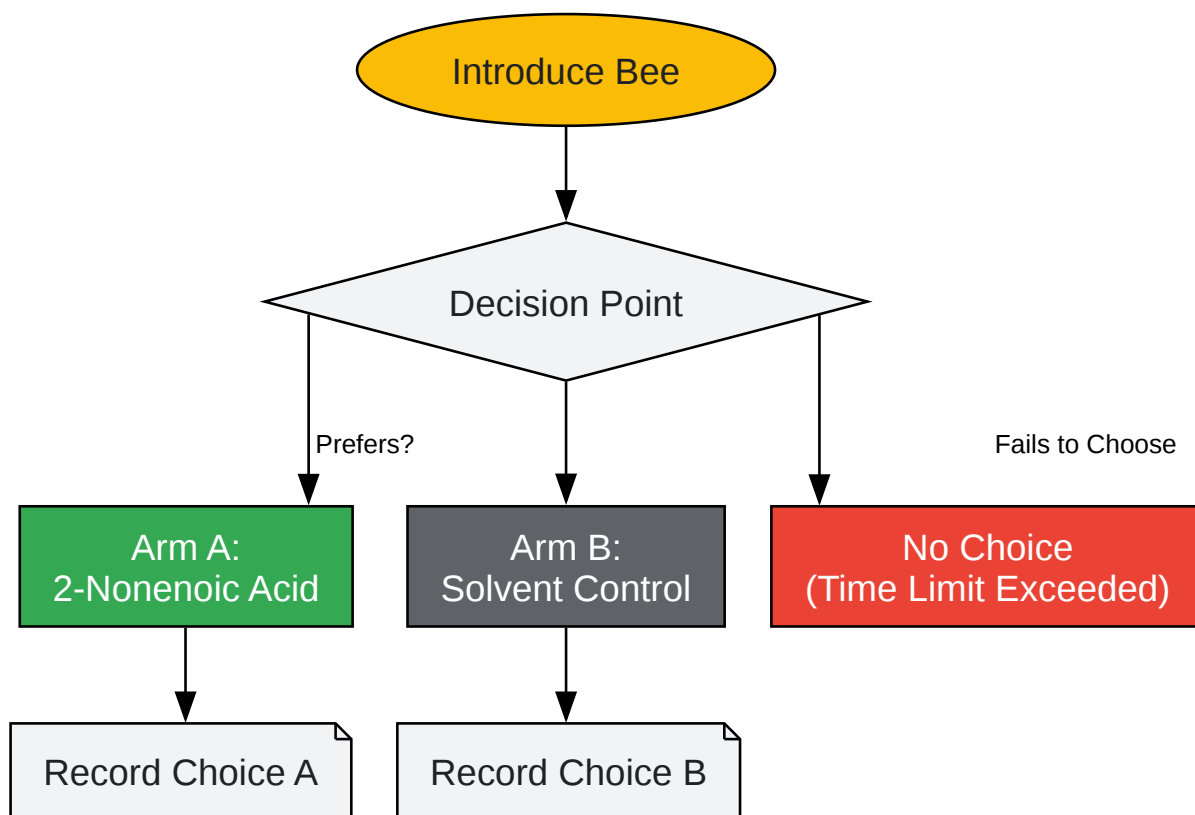 Introduce Bee
Decision Point
Prefers?
Fails to Choose
Arm A:
2-Nonenoic Acid
Arm B:
Solvent Control
No Choice
(Time Limit Exceeded)
Record Choice A
Record Choice B